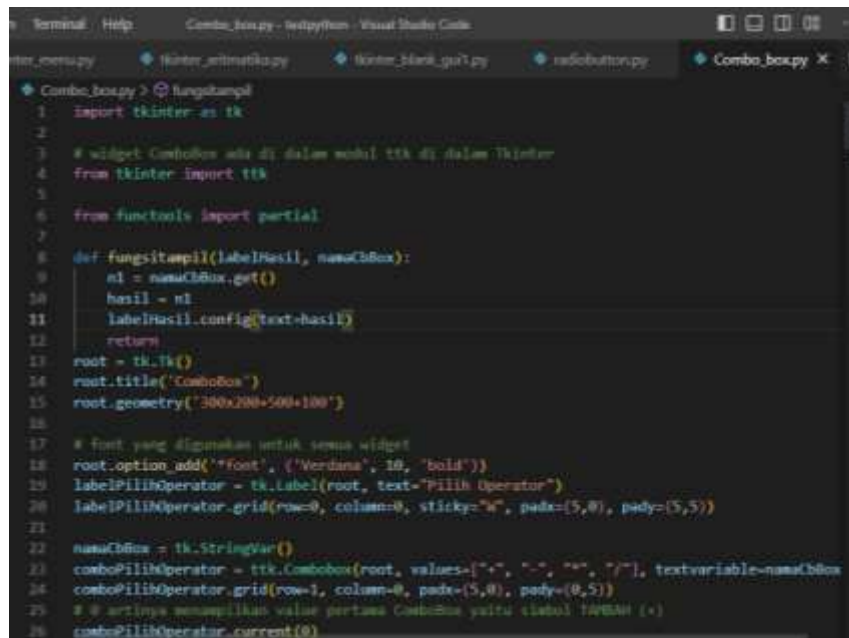 Terminal Help Combo_box.py - testpython - Visual Studio Code
nter_menu.py tkinter_aritmatika.py tkinter_blank_gui1.py radiobutton.py Combo_box.py ×
Combo_box.py > fungsitampil
1 import tkinter as tk
2
3 # widget ComboBox ada di dalam modul ttk di dalam Tkinter
4 from tkinter import ttk
5
6 from functools import partial
7
8 def fungsitampil(labelHasil, namaCbBox):
9 n1 = namaCbBox.get()
10 hasil = n1
11 labelHasil.config(text=hasil)
12 return
13 root = tk.Tk()
14 root.title('ComboBox')
15 root.geometry('300x200+500+100')
16
17 # font yang digunakan untuk semua widget
18 root.option_add('*font', ('Verdana', 10, 'bold'))
19 labelPilihOperator = tk.Label(root, text="Pilih Operator")
20 labelPilihOperator.grid(row=0, column=0, sticky="W", padx=(5,0), pady=(5,5))
21
22 namaCbBox = tk.StringVar()
23 comboPilihOperator = ttk.Combobox(root, values=["+", "-", "*", "/"], textvariable=namaCbBox
24 comboPilihOperator.grid(row=1, column=0, padx=(5,0), pady=(0,5))
25 # 0 artinya menampilkan value pertama ComboBox yaitu simbol TAMBAH (+)
26 comboPilihOperator.current(0)